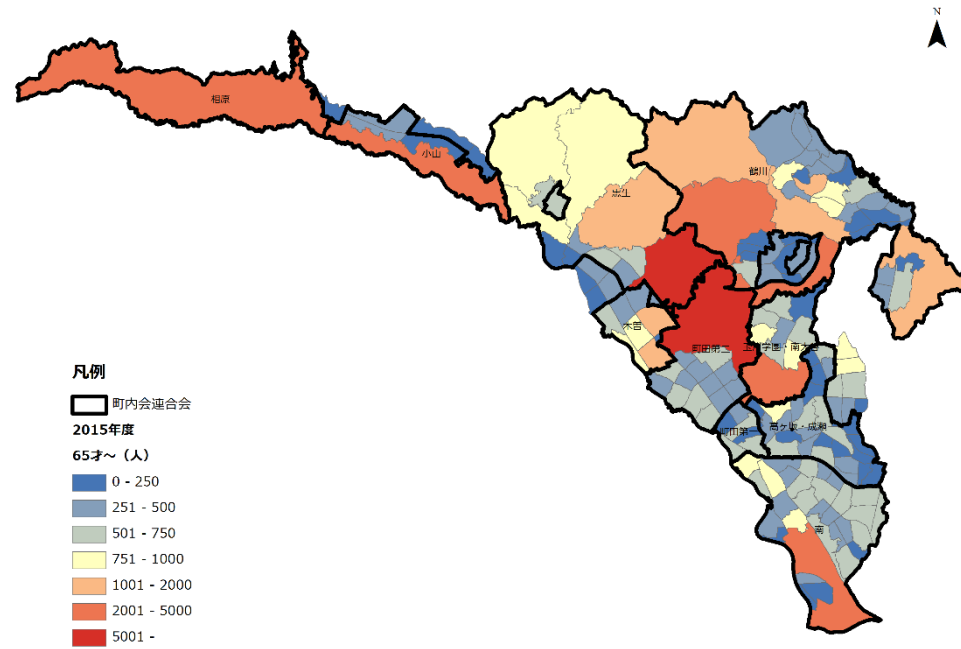 N
相原
小山
鶴川
忠生
木曽
町田第二
玉川学園・南大谷
町田第一
高ヶ坂・成瀬
南
凡例
町内会連合会
2015年度
65才～（人）
0 - 250
251 - 500
501 - 750
751 - 1000
1001 - 2000
2001 - 5000
5001 -